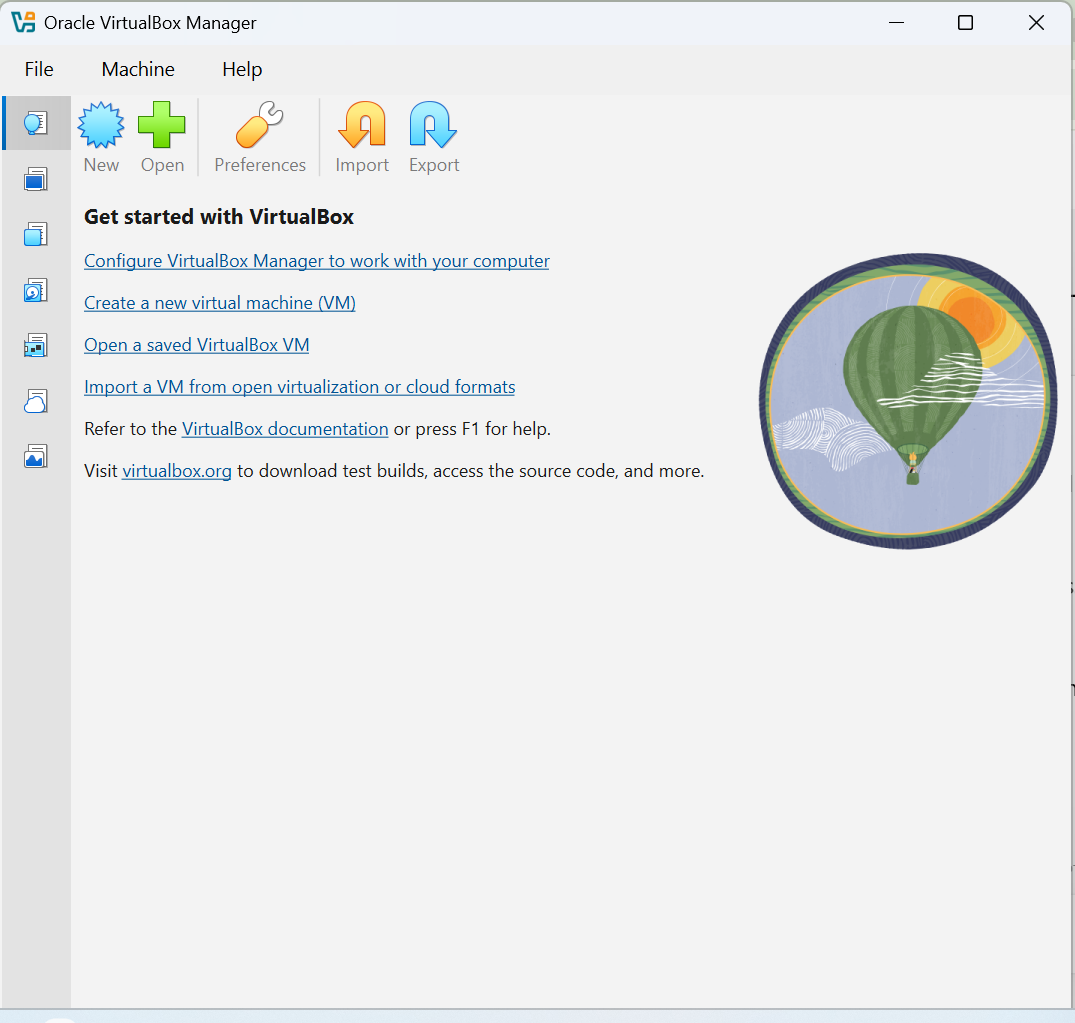 Oracle VirtualBox Manager
File Machine Help
New Open Preferences Import Export
Get started with VirtualBox
Configure VirtualBox Manager to work with your computer
Create a new virtual machine (VM)
Open a saved VirtualBox VM
Import a VM from open virtualization or cloud formats
Refer to the VirtualBox documentation or press F1 for help.
Visit virtualbox.org to download test builds, access the source code, and more.